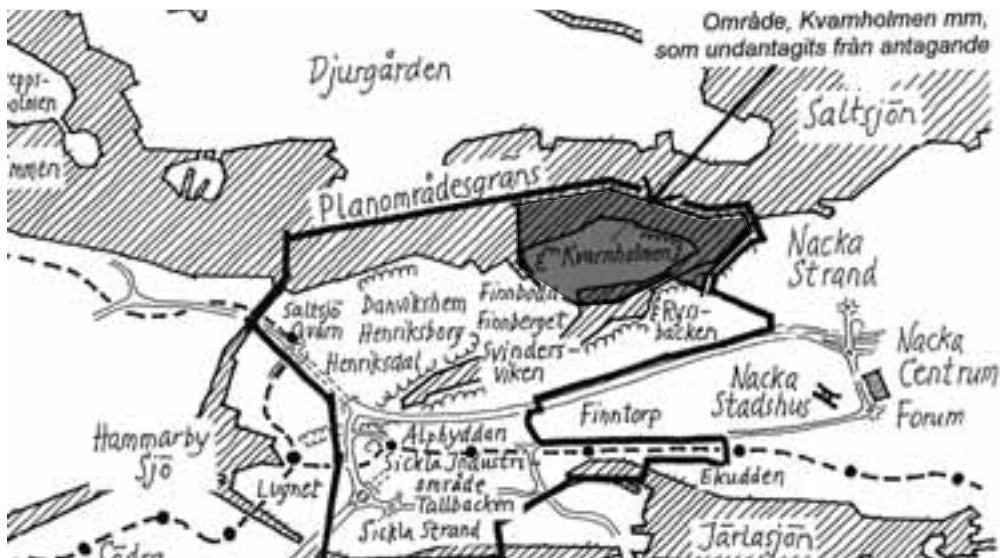 Område, Kvarnholmen mm,
som undantagits från antagande
Djurgården
Saltsjön
Planområdesgräns
Kvarnholmen
Nacka
Strand
Saltsjö
Qvarn
Danvikshem
Henriksborg
Henriksdal
Finnboda
Finnberget
Svinders-
viken
Ryss-
backen
Nacka
Centrum
Nacka
Stadshus
Forum
Finntorp
Hammarby
Sjö
Lugnet
Alphyddan
Sickla Industri
område
Tallbacken
Sickla Strand
Ekudden
Järlasjön